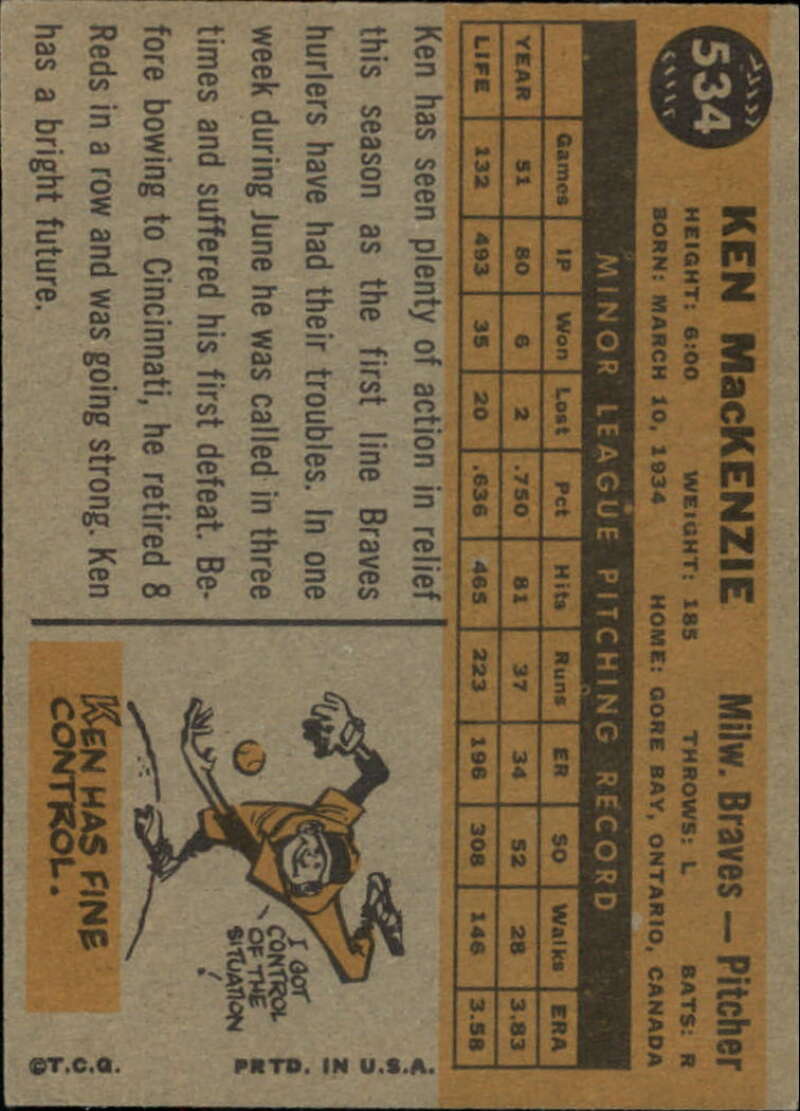 534
KEN MacKENZIE Milw. Braves — Pitcher
HEIGHT: 6:00 WEIGHT: 185 THROWS: L BATS: R
BORN: MARCH 10, 1934 HOME: GORE BAY, ONTARIO, CANADA
MINOR LEAGUE PITCHING RECORD
Games IP Won Lost Pct Hits Runs ER SO Walks ERA
YEAR 51 80 6 2 .750 81 37 34 52 28 3.83
LIFE 132 493 35 20 .636 465 223 196 308 146 3.58
Ken has seen plenty of action in relief
this season as the first line Braves
hurlers have had their troubles. In one
week during June he was called in three
times and suffered his first defeat. Be-
fore bowing to Cincinnati, he retired 8
Reds in a row and was going strong. Ken
has a bright future.
I GOT
CONTROL
OF THE
SITUATION
!
KEN HAS FINE
CONTROL.
PRTD. IN U.S.A.
©T.C.G.